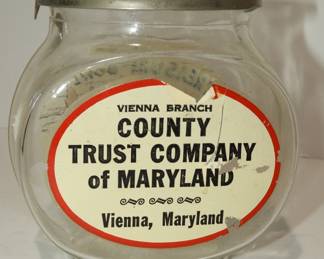 VIENNA BRANCH
COUNTY
TRUST COMPANY
of MARYLAND
Vienna, Maryland